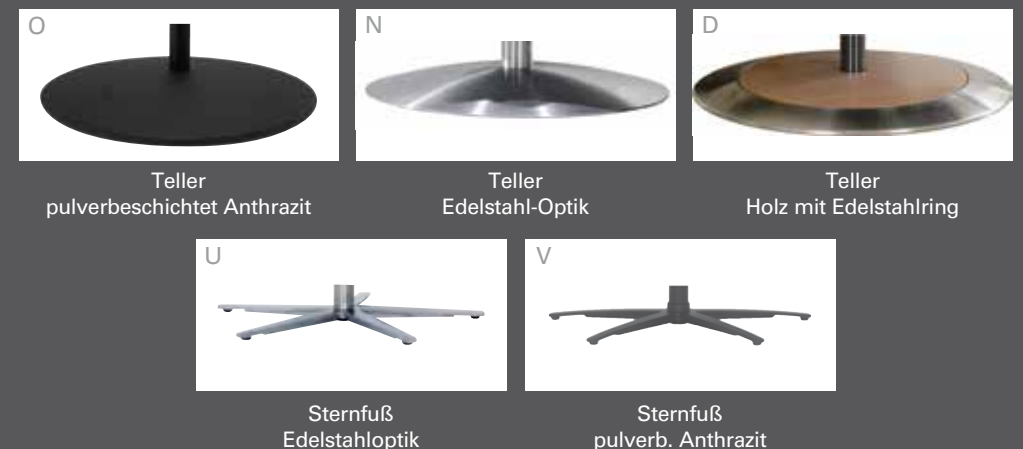 O
Teller
pulverbeschichtet Anthrazit
N
Teller
Edelstahl-Optik
D
Teller
Holz mit Edelstahlring
U
Sternfuß
Edelstahloptik
V
Sternfuß
pulverb. Anthrazit